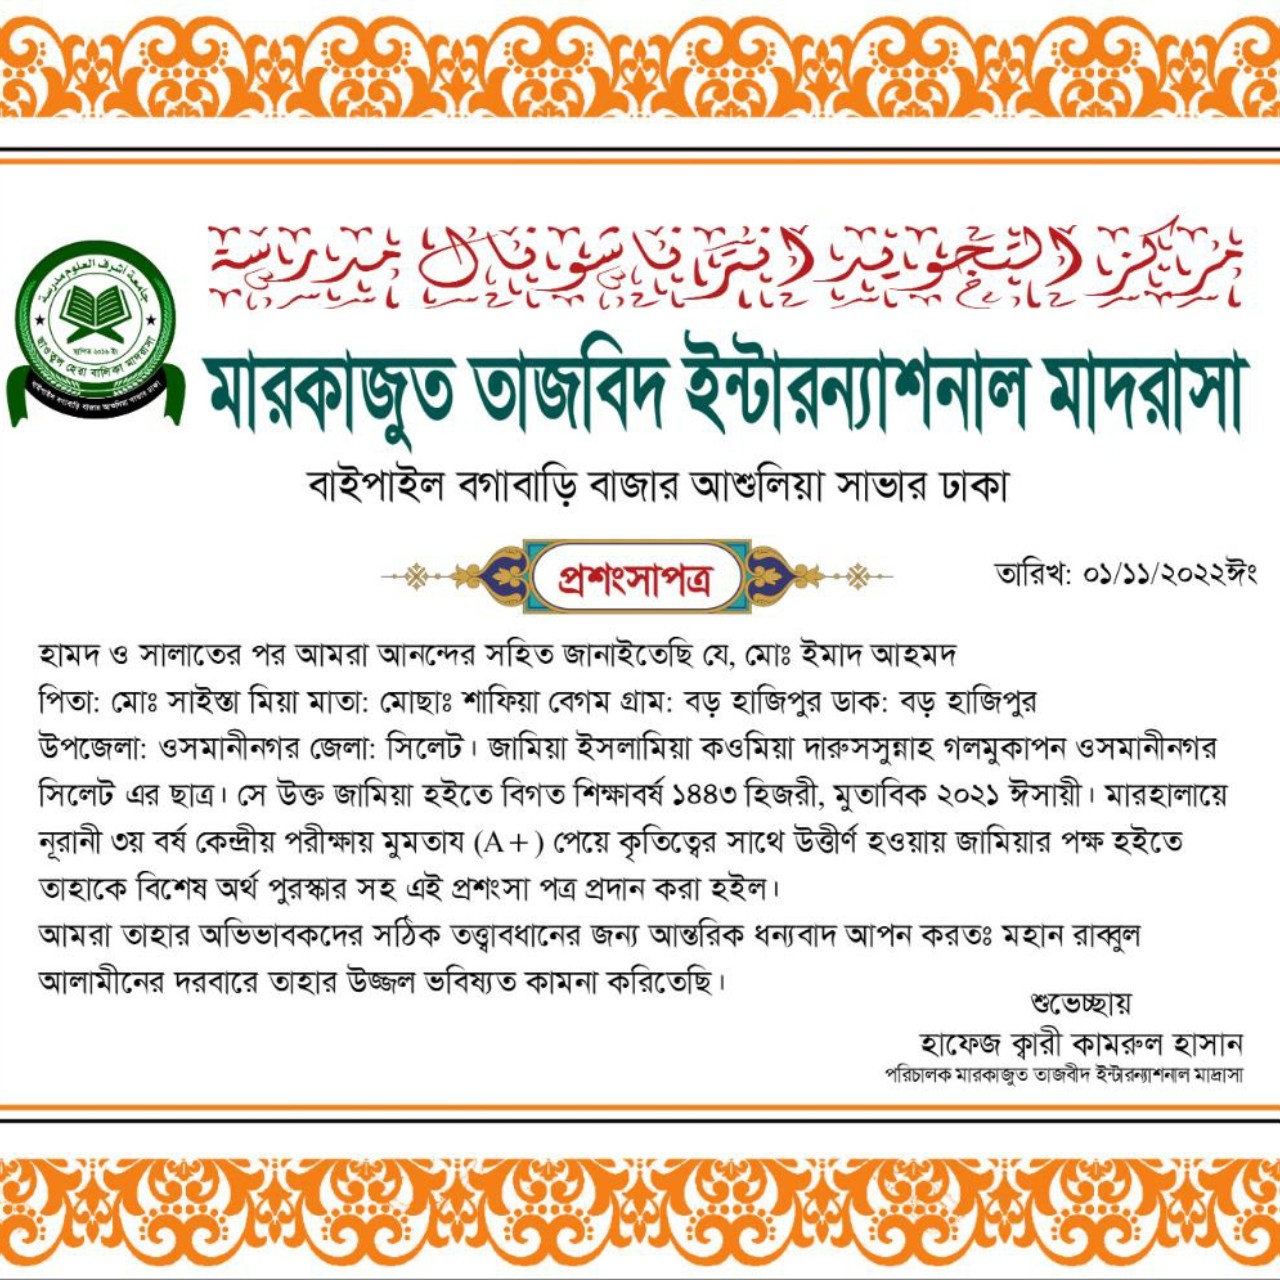 مركز التجويد انترناسونال مدرسة
جامعة اشرف العلوم مدرسة
স্থাপিত ২০১৬ ইং
হাওতুল হেরা বালিকা মাদরাসা
বাইপাইল বগাবাড়ি বাজার আশুলিয়া সাভার ঢাকা
মারকাজুত তাজবিদ ইন্টারন্যাশনাল মাদরাসা
বাইপাইল বগাবাড়ি বাজার আশুলিয়া সাভার ঢাকা
প্রশংসাপত্র
তারিখ: ০১/১১/২০২২ঈং
হামদ ও সালাতের পর আমরা আনন্দের সহিত জানাইতেছি যে, মোঃ ইমাদ আহমদ
পিতা: মোঃ সাইস্তা মিয়া মাতা: মোছাঃ শাফিয়া বেগম গ্রাম: বড় হাজিপুর ডাক: বড় হাজিপুর
উপজেলা: ওসমানীনগর জেলা: সিলেট। জামিয়া ইসলামিয়া কওমিয়া দারুসসুন্নাহ গলমুকাপন ওসমানীনগর
সিলেট এর ছাত্র। সে উক্ত জামিয়া হইতে বিগত শিক্ষাবর্ষ ১৪৪৩ হিজরী, মুতাবিক ২০২১ ঈসায়ী। মারহালায়ে
নূরানী ৩য় বর্ষ কেন্দ্রীয় পরীক্ষায় মুমতায (A+) পেয়ে কৃতিত্বের সাথে উত্তীর্ণ হওয়ায় জামিয়ার পক্ষ হইতে
তাহাকে বিশেষ অর্থ পুরস্কার সহ এই প্রশংসা পত্র প্রদান করা হইল।
আমরা তাহার অভিভাবকদের সঠিক তত্ত্বাবধানের জন্য আন্তরিক ধন্যবাদ আপন করতঃ মহান রাব্বুল
আলামীনের দরবারে তাহার উজ্জল ভবিষ্যত কামনা করিতেছি।
শুভেচ্ছায়
হাফেজ ক্বারী কামরুল হাসান
পরিচালক মারকাজুত তাজবীদ ইন্টারন্যাশনাল মাদ্রাসা